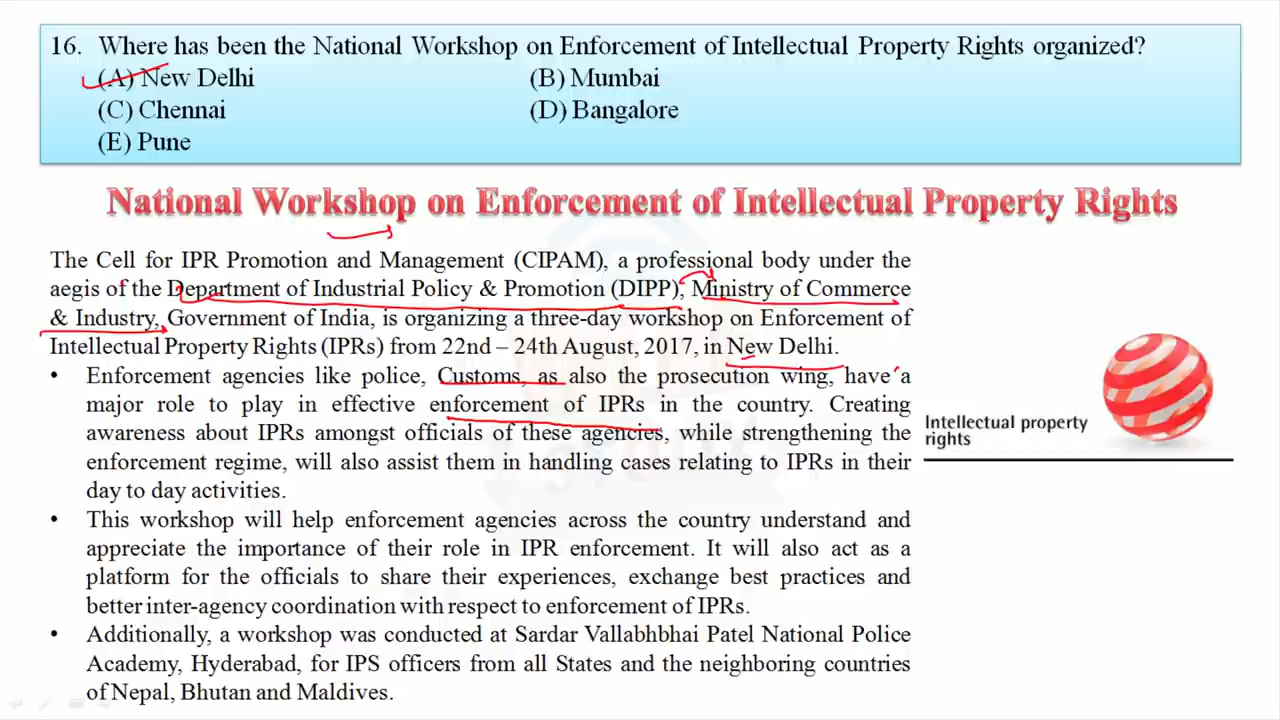 16. Where has been the National Workshop on Enforcement of Intellectual Property Rights organized?
(A) New Delhi (B) Mumbai
(C) Chennai (D) Bangalore
(E) Pune
National Workshop on Enforcement of Intellectual Property Rights
The Cell for IPR Promotion and Management (CIPAM), a professional body under the
aegis of the Department of Industrial Policy & Promotion (DIPP), Ministry of Commerce
& Industry, Government of India, is organizing a three-day workshop on Enforcement of
Intellectual Property Rights (IPRs) from 22nd – 24th August, 2017, in New Delhi.
• Enforcement agencies like police, Customs, as also the prosecution wing, have a
major role to play in effective enforcement of IPRs in the country. Creating
awareness about IPRs amongst officials of these agencies, while strengthening the
enforcement regime, will also assist them in handling cases relating to IPRs in their
day to day activities.
• This workshop will help enforcement agencies across the country understand and
appreciate the importance of their role in IPR enforcement. It will also act as a
platform for the officials to share their experiences, exchange best practices and
better inter-agency coordination with respect to enforcement of IPRs.
• Additionally, a workshop was conducted at Sardar Vallabhbhai Patel National Police
Academy, Hyderabad, for IPS officers from all States and the neighboring countries
of Nepal, Bhutan and Maldives.
Intellectual property
rights